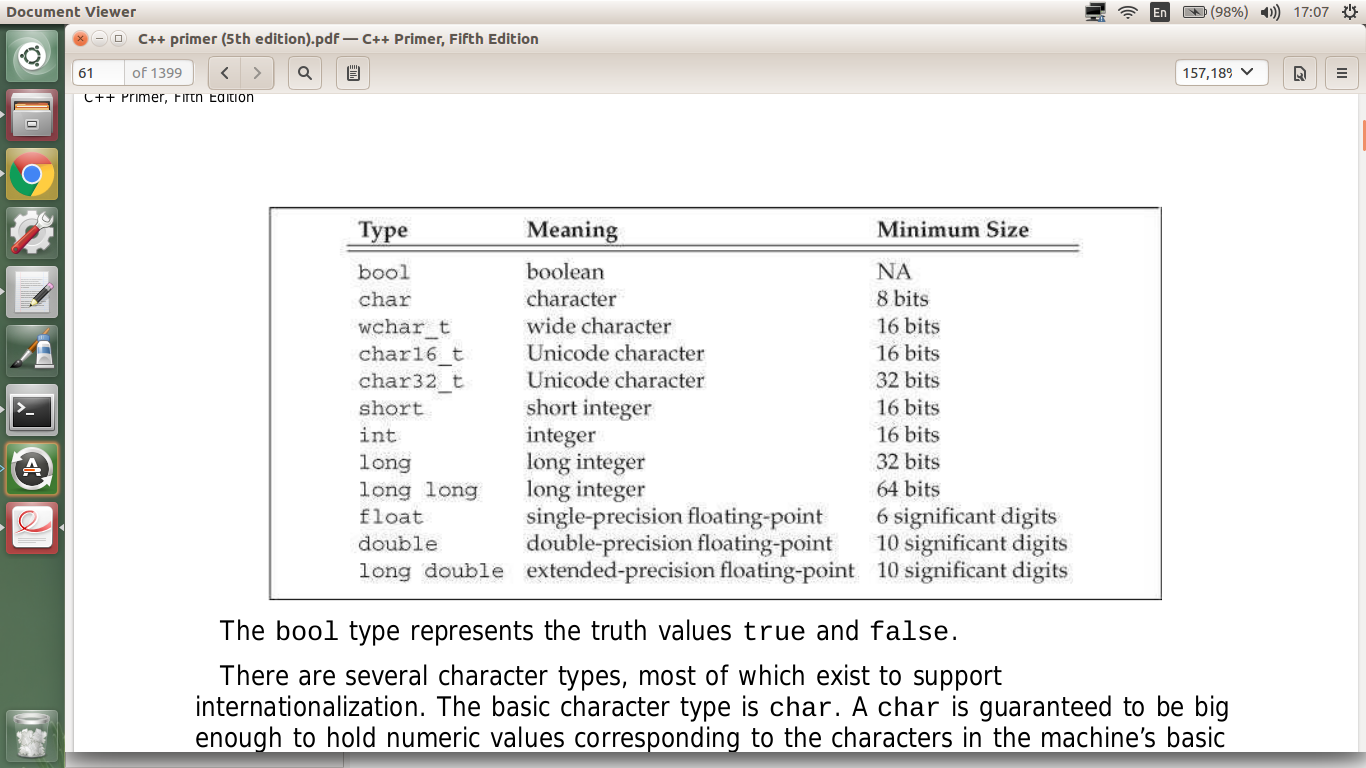 Document Viewer
En
(98%)
17:07
C++ primer (5th edition).pdf — C++ Primer, Fifth Edition
61 of 1399
157,18%
C++ Primer, Fifth Edition
Type Meaning Minimum Size
bool boolean NA
char character 8 bits
wchar_t wide character 16 bits
char16_t Unicode character 16 bits
char32_t Unicode character 32 bits
short short integer 16 bits
int integer 16 bits
long long integer 32 bits
long long long integer 64 bits
float single-precision floating-point 6 significant digits
double double-precision floating-point 10 significant digits
long double extended-precision floating-point 10 significant digits
The bool type represents the truth values true and false.
There are several character types, most of which exist to support
internationalization. The basic character type is char. A char is guaranteed to be big
enough to hold numeric values corresponding to the characters in the machine's basic